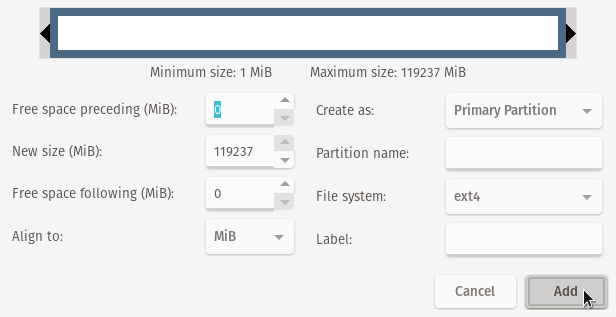 Minimum size: 1 MiB Maximum size: 119237 MiB
Free space preceding (MiB): 0 Create as: Primary Partition
New size (MiB): 119237 Partition name:
Free space following (MiB): 0 File system: ext4
Align to: MiB Label:
Cancel Add